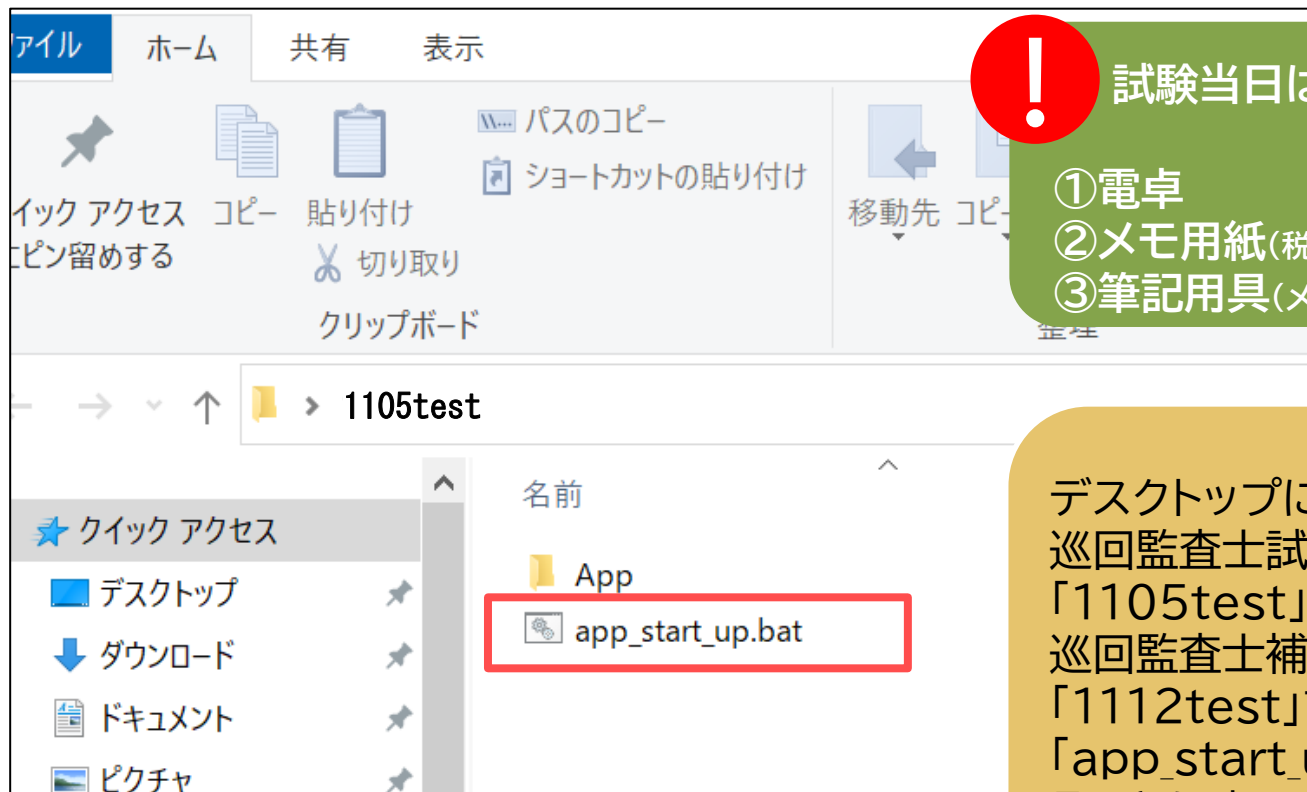 ァイル ホーム 共有 表示
イック アクセス
にピン留めする
コピー
貼り付け
切り取り
パスのコピー
ショートカットの貼り付け
クリップボード
移動先 コピー
整理
! 試験当日は
①電卓
②メモ用紙(税
③筆記用具(メ
1105test
クイック アクセス
デスクトップ
ダウンロード
ドキュメント
ピクチャ
名前
App
app_start_up.bat
デスクトップに
巡回監査士試
「1105test」
巡回監査士補
「1112test」
「app_start_u